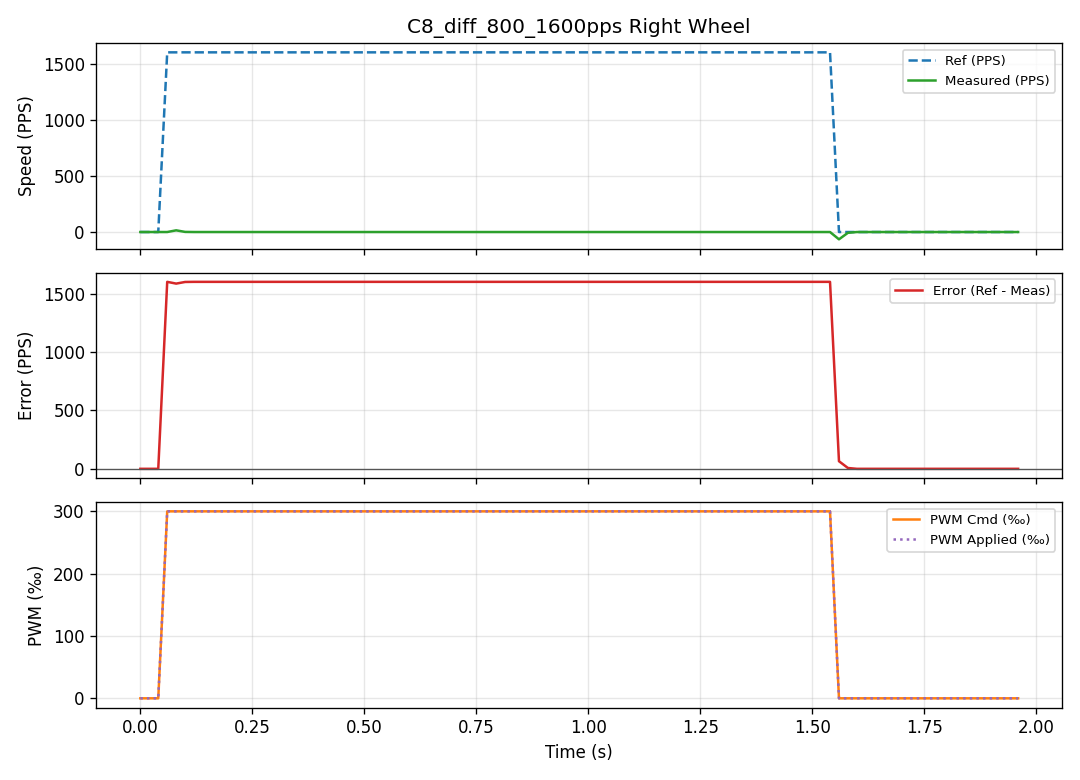 C8_diff_800_1600pps Right Wheel
Speed (PPS)
1500
1000
500
0
Ref (PPS)
Measured (PPS)
Error (PPS)
1500
1000
500
0
Error (Ref - Meas)
PWM (‰)
300
200
100
0
PWM Cmd (‰)
PWM Applied (‰)
0.00 0.25 0.50 0.75 1.00 1.25 1.50 1.75 2.00
Time (s)